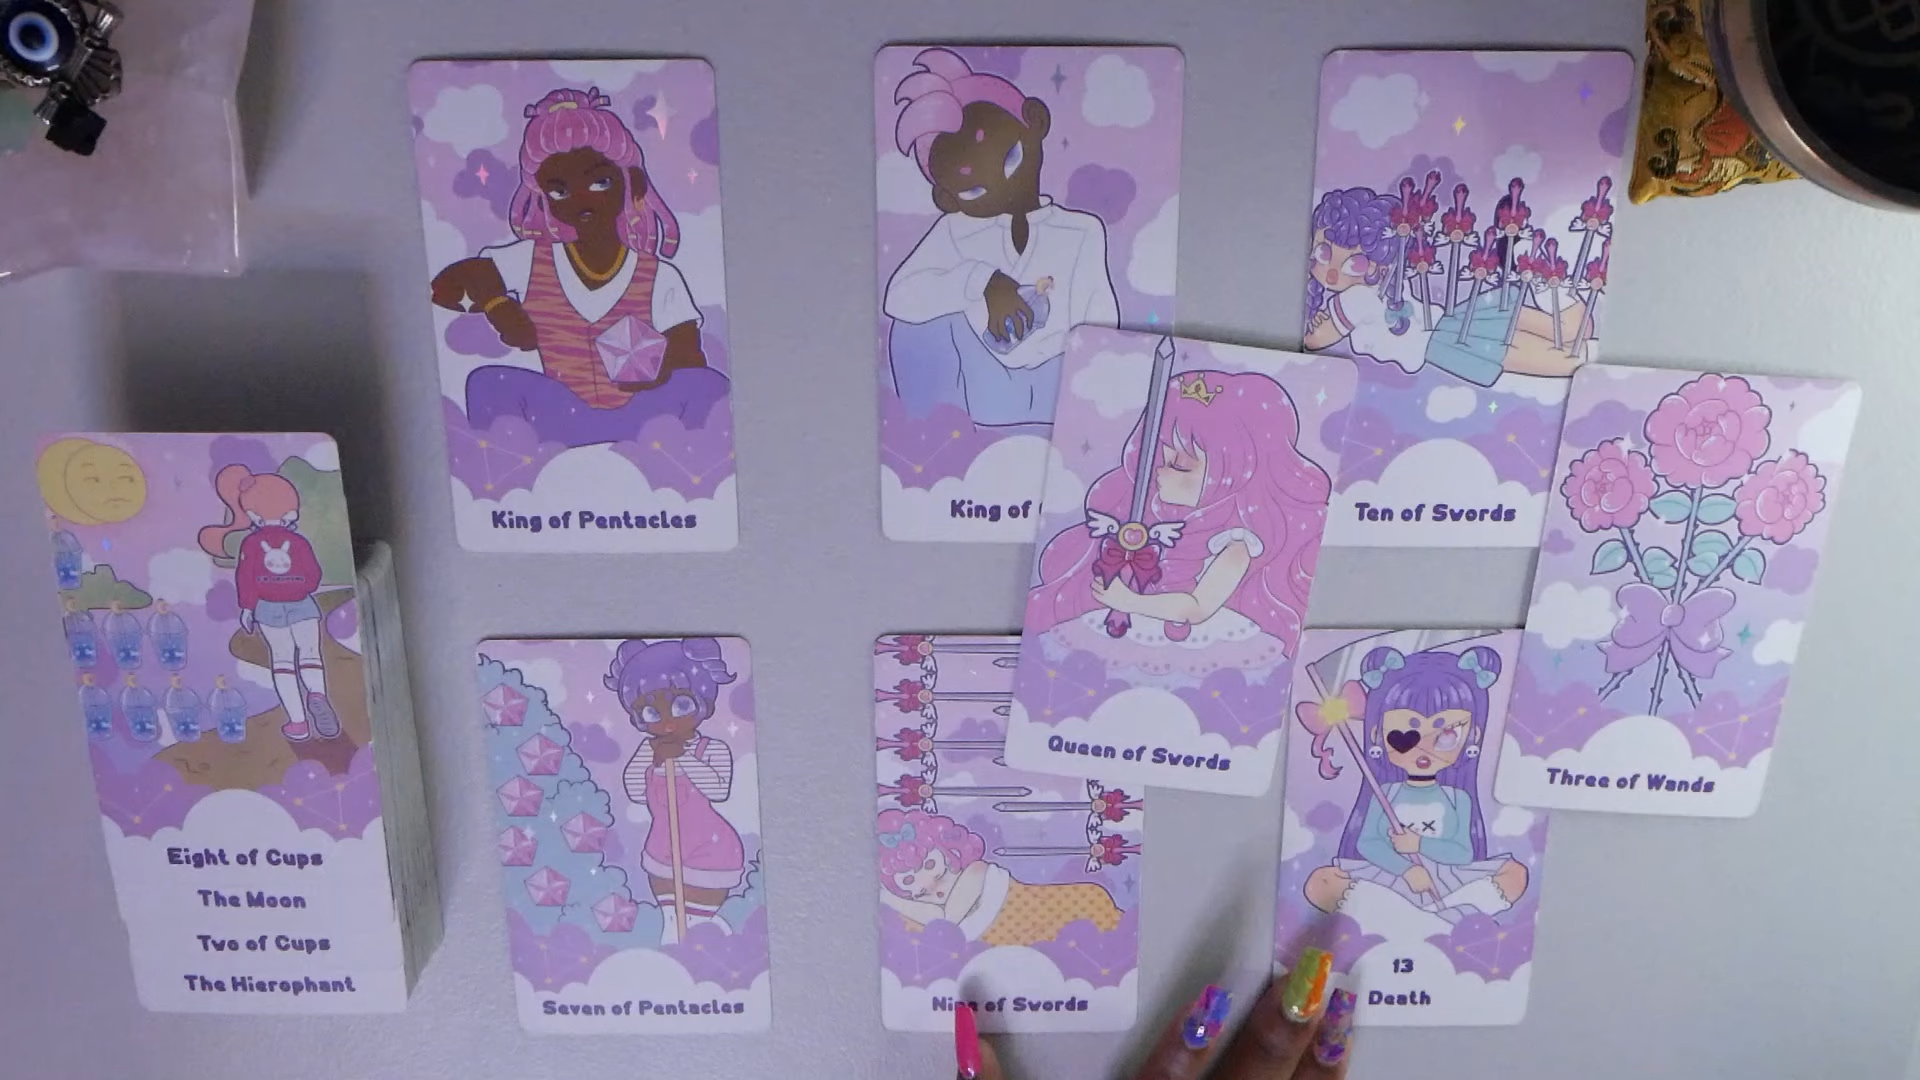 King of Pentacles
King of
Ten of Swords
Queen of Swords
Three of Wands
Eight of Cups
The Moon
Two of Cups
The Hierophant
Seven of Pentacles
Nine of Swords
13
Death